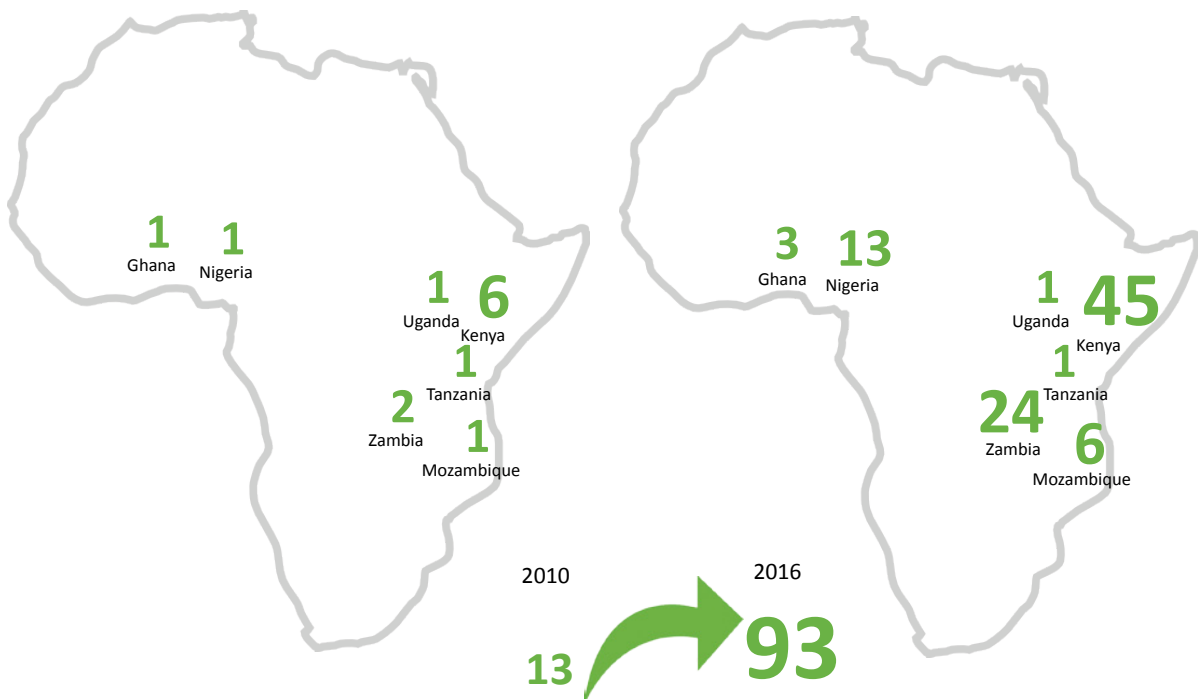 1
Ghana
1
Nigeria
1
Uganda
6
Kenya
1
Tanzania
2
Zambia
1
Mozambique
3
Ghana
13
Nigeria
1
Uganda
45
Kenya
1
Tanzania
24
Zambia
6
Mozambique
2010
13
2016
93